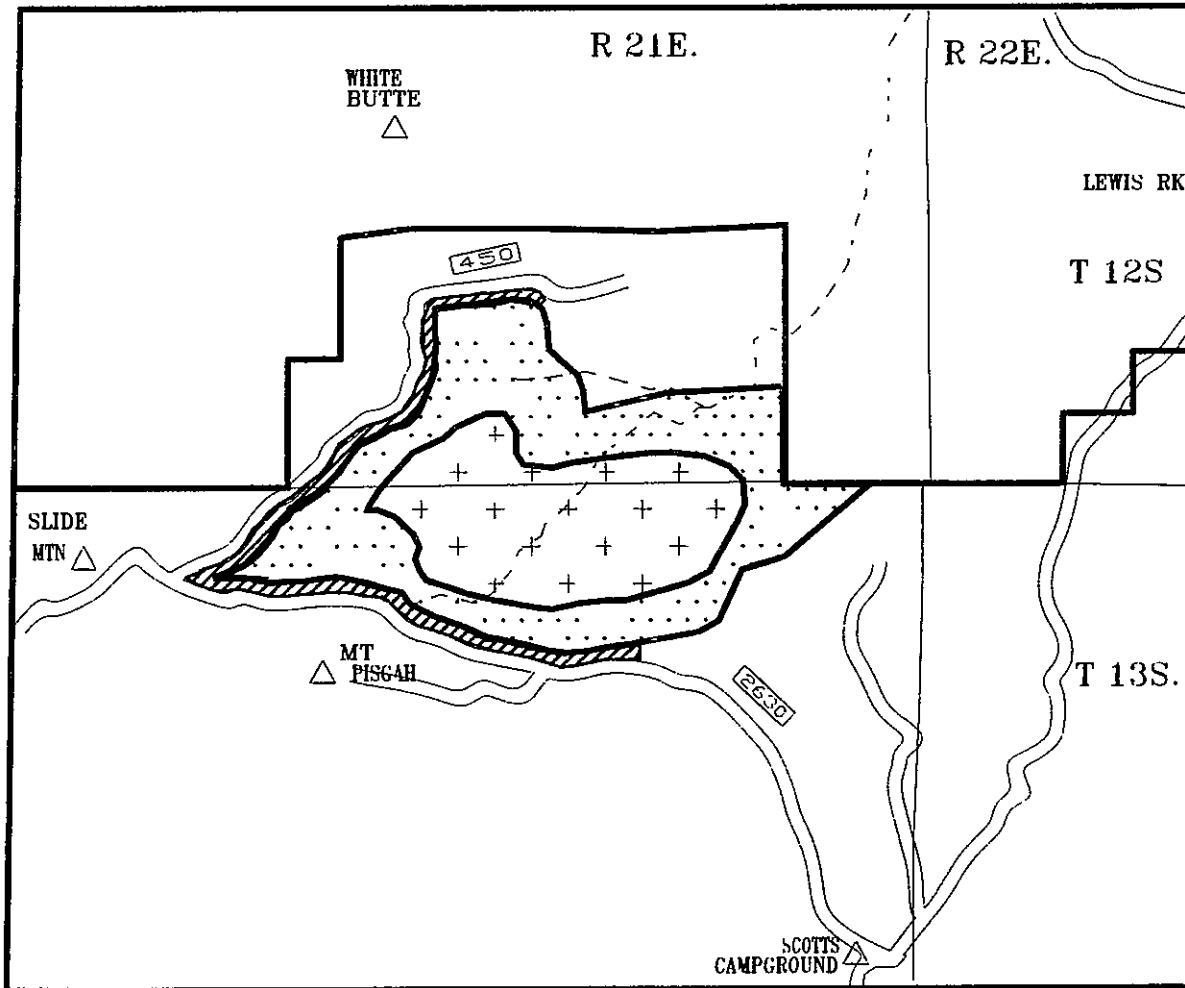 R 21E.
R 22E.
WHITE
BUTTE
LEWIS RK
450
T 12S
SLIDE
MTN
MT
PISGAH
2630
T 13S.
SCOTTS
CAMPGROUND